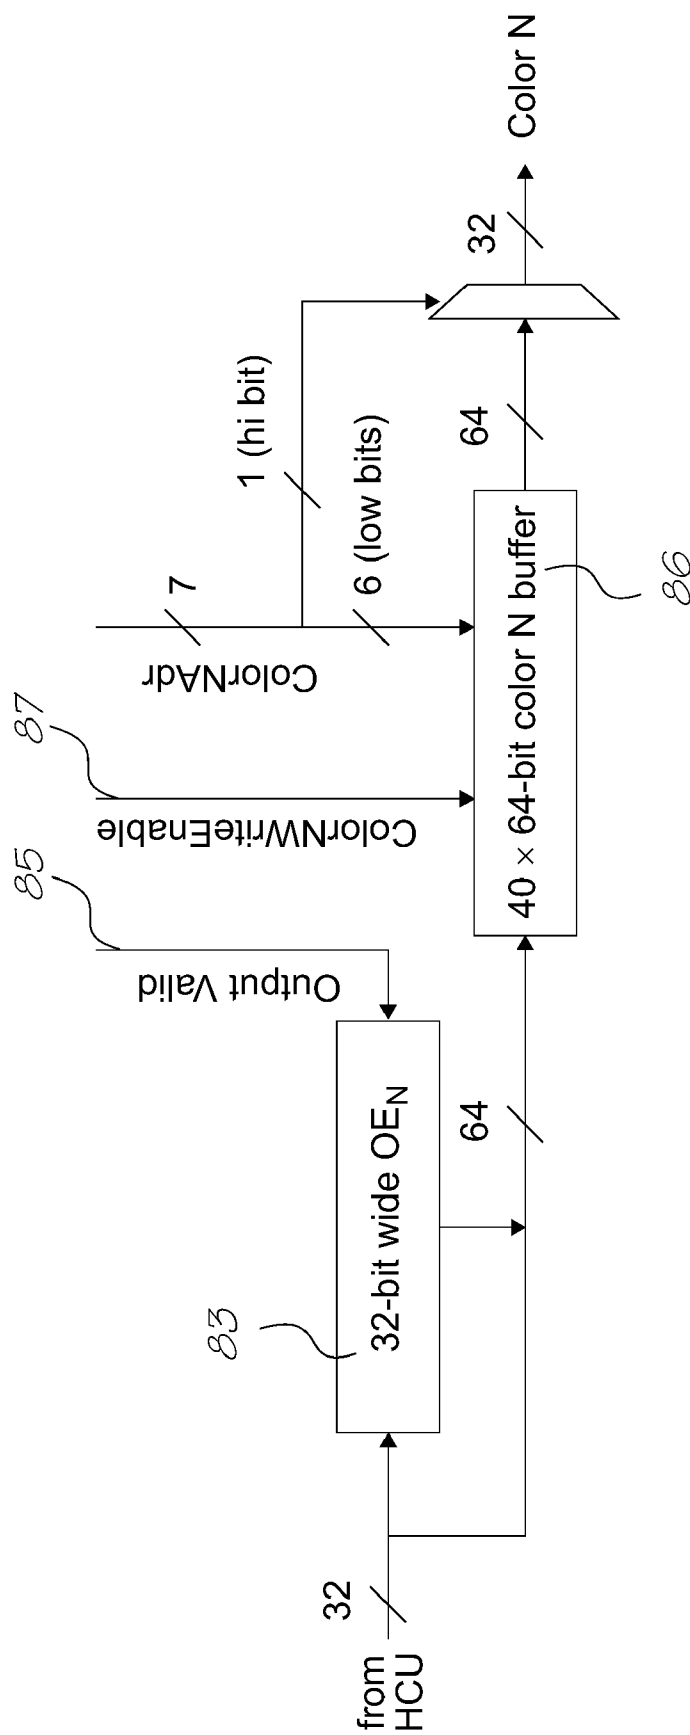 85
87
Output Valid
ColorNWriteEnable
ColorNAdr
7
1 (hi bit)
6 (low bits)
83
32-bit wide OE_N
32
from
HCU
64
40 × 64-bit color N buffer
86
64
32
Color N